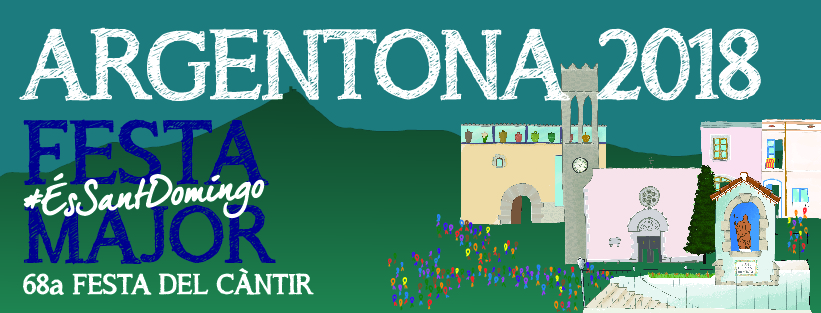 ARGENTONA 2018
FESTA
#ÉsSantDomingo
MAJOR
68a FESTA DEL CÀNTIR